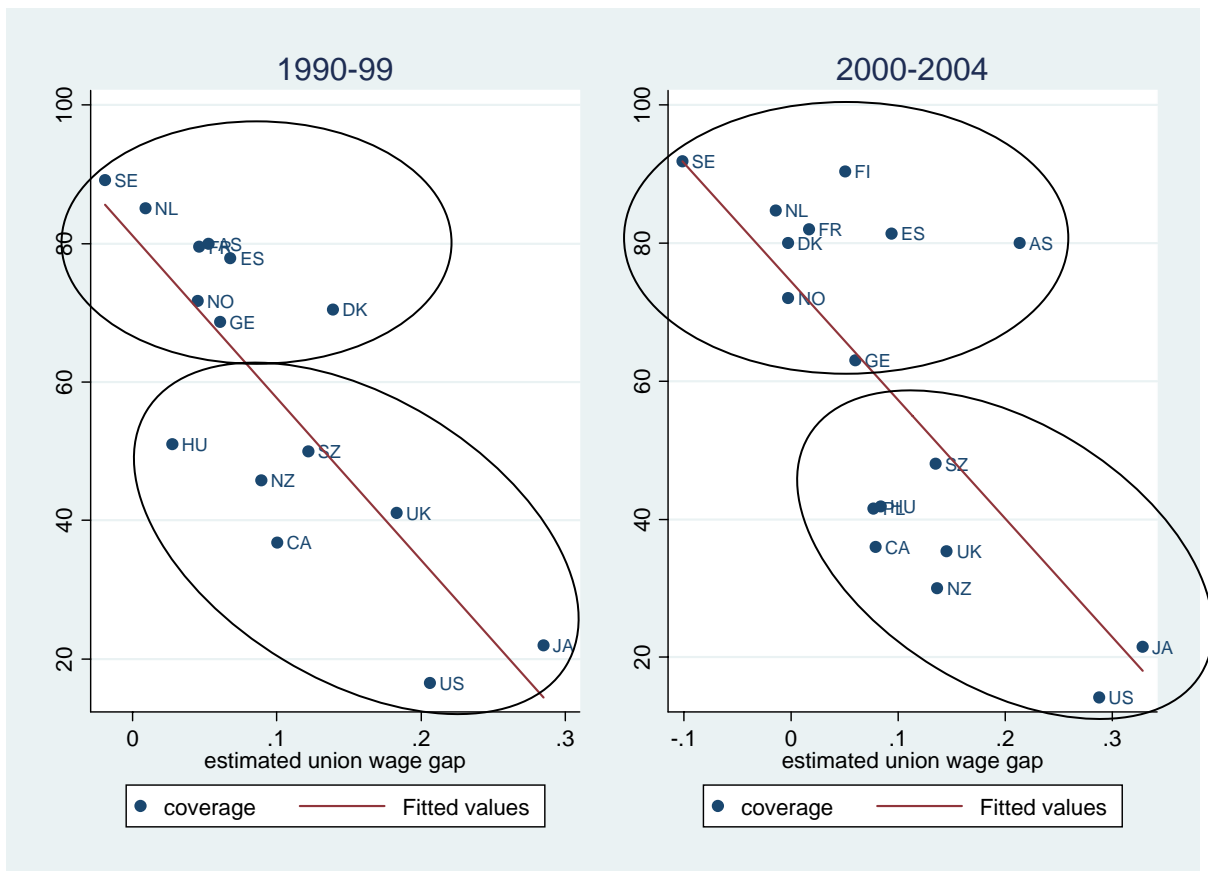 1990-99
100
80
60
40
20
SE
NL
AS
FR
ES
NO
GE
DK
HU
SZ
NZ
UK
CA
JA
US
0 .1 .2 .3
estimated union wage gap
coverage Fitted values
2000-2004
100
80
60
40
20
SE
FI
NL
FR
ES
DK
AS
NO
GE
SZ
HU
PL
CA
UK
NZ
JA
US
-.1 0 .1 .2 .3
estimated union wage gap
coverage Fitted values